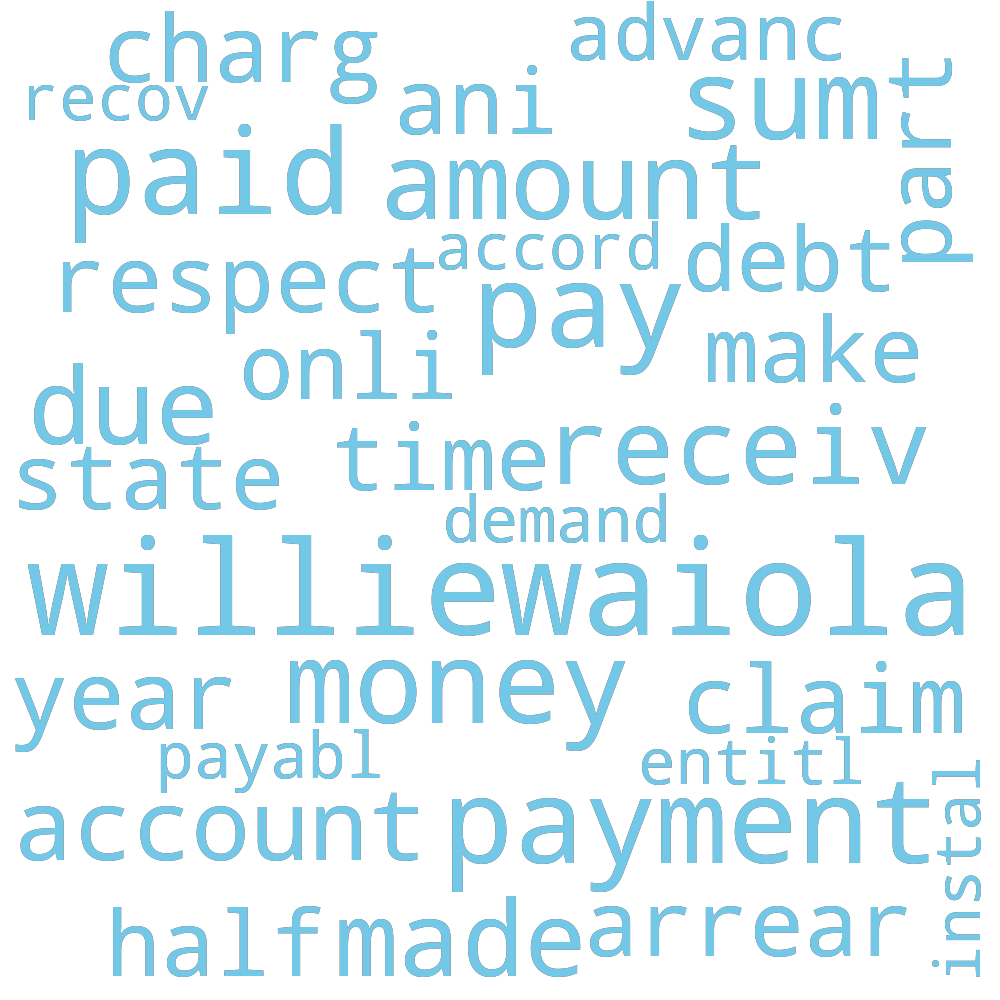 charg
advanc
recov
ani
sum
part
paid
amount
respect
accord
debt
pay
onli
make
due
state
time
receiv
demand
williewaiola
year
money
claim
payabl
entitl
account
payment
instal
half
made
arrear